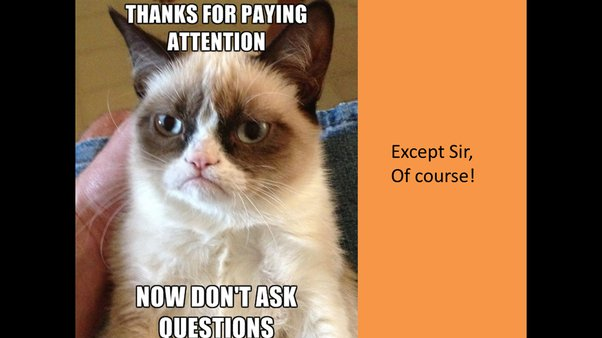 THANKS FOR PAYING
ATTENTION
NOW DON'T ASK
QUESTIONS
Except Sir,
Of course!